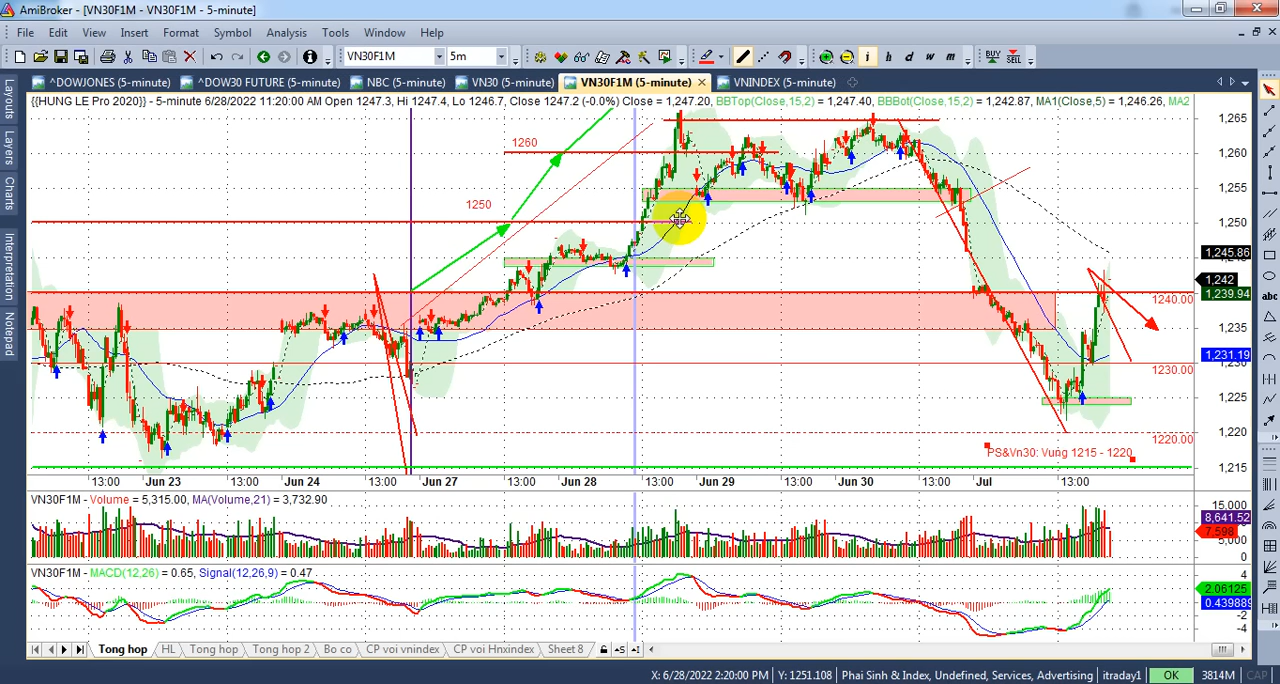 AmiBroker - [VN30F1M - VN30F1M - 5-minute]
File Edit View Insert Format Symbol Analysis Tools Window Help
VN30F1M 5m i h d w m BUY SELL
^DOWJONES (5-minute) ^DOW30 FUTURE (5-minute) NBC (5-minute) VN30 (5-minute) VN30F1M (5-minute) VNINDEX (5-minute)
{{HUNG LE Pro 2020}} - 5-minute 6/28/2022 11:20:00 AM Open 1247.3, Hi 1247.4, Lo 1246.7, Close 1247.2 (-0.0%) Close = 1,247.20, BBTop(Close,15,2) = 1,247.40, BBBot(Close,15,2) = 1,242.87, MA1(Close,5) = 1,246.26, MA2
Layouts
Layers
Charts
Interpretation
Notepad
abc
1,265
1260
1,260
1,255
1250
1,250
1,245.86
1,242
1,239.94
1240.00
1,235
1,231.19
1230.00
1,225
1,220
1220.00
PS&Vn30: Vung 1215 - 1220
1,215
13:00 Jun 23 13:00 Jun 24 13:00 Jun 27 13:00 Jun 28 13:00 Jun 29 13:00 Jun 30 13:00 Jul 13:00
VN30F1M - Volume = 5,315.00, MA(Volume,21) = 3,732.90
15,000
8,641.52
7,598
5,000
0
VN30F1M - MACD(12,26) = 0.65, Signal(12,26,9) = 0.47
4
2.06125
0.439889
-2
-4
Tong hop HL Tong hop Tong hop 2 Bo co CP voi vnindex CP voi Hnxindex Sheet 8
X: 6/28/2022 2:20:00 PM Y: 1251.108 Phai Sinh & Index, Undefined, Services, Advertising itraday1 OK 3814M CAP